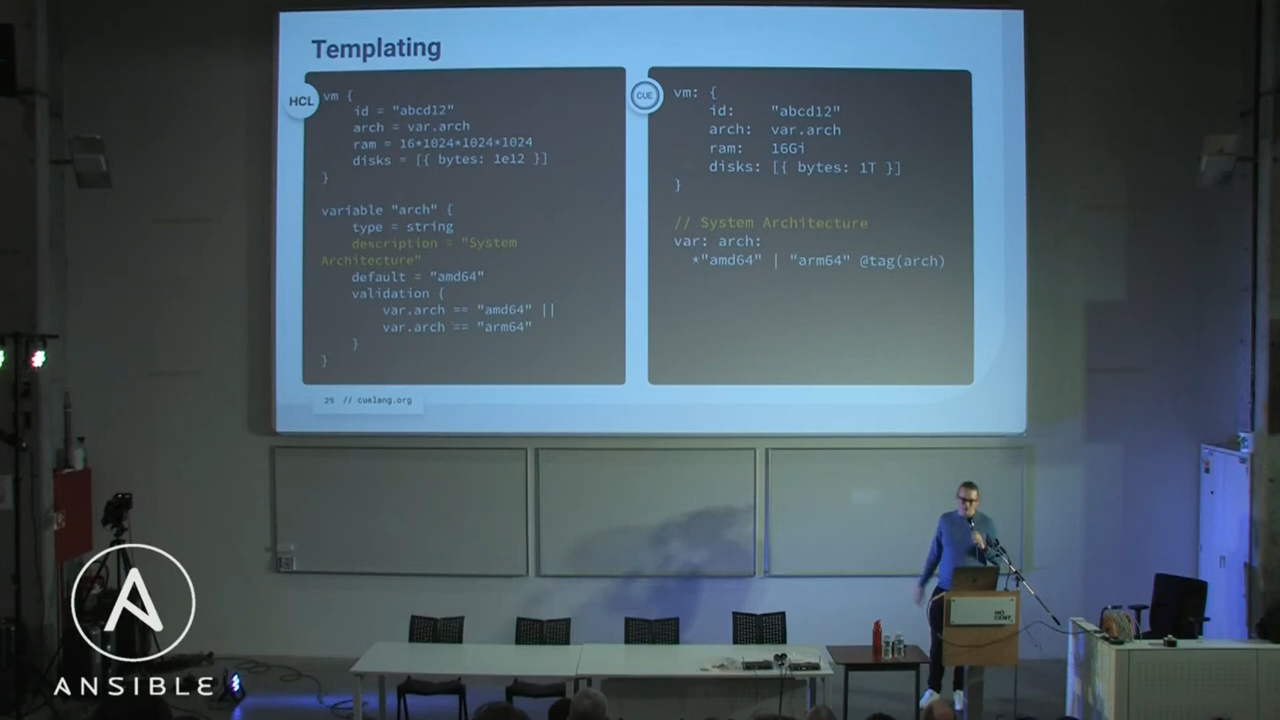 Templating
HCL
vm {
id = "abcd12"
arch = var.arch
ram = 16*1024*1024*1024
disks = [{ bytes: 1e12 }]
}
variable "arch" {
type = string
description = "System
Architecture"
default = "amd64"
validation {
var.arch == "amd64" ||
var.arch == "arm64"
}
}
CUE
vm: {
id: "abcd12"
arch: var.arch
ram: 16Gi
disks: [{ bytes: 1T }]
}
// System Architecture
var: arch:
*"amd64" | "arm64" @tag(arch)
29 // cuelang.org
ANSIBLE